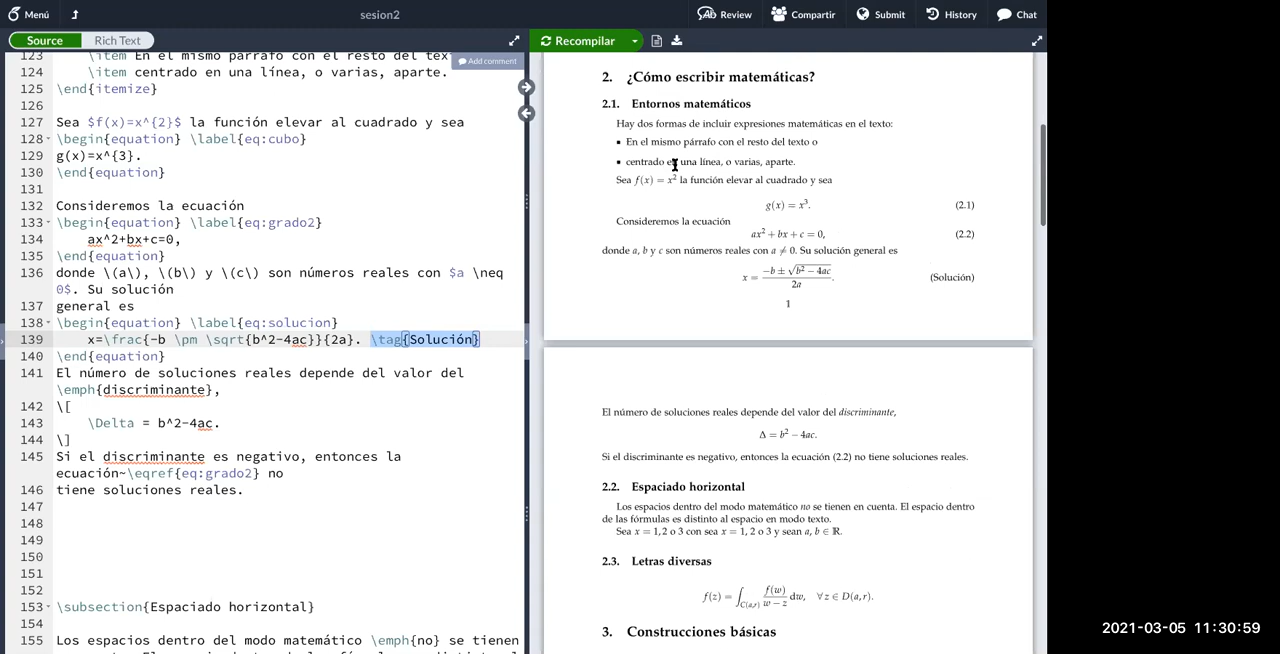 Menú
sesion2
Review
Compartir
Submit
History
Chat
Source
Rich Text
Recompilar
Add comment
123 \item En el mismo párrafo con el resto del tex
124 \item centrado en una línea, o varias, aparte.
125 \end{itemize}
126
127 Sea $f(x)=x^{2}$ la función elevar al cuadrado y sea
128 \begin{equation} \label{eq:cubo}
129 g(x)=x^{3}.
130 \end{equation}
131
132 Consideremos la ecuación
133 \begin{equation} \label{eq:grado2}
134 ax^2+bx+c=0,
135 \end{equation}
136 donde \(a\), \(b\) y \(c\) son números reales con $a \neq
0$. Su solución
137 general es
138 \begin{equation} \label{eq:solucion}
139 x=\frac{-b \pm \sqrt{b^2-4ac}}{2a}. \tag{Solución}
140 \end{equation}
141 El número de soluciones reales depende del valor del
\emph{discriminante},
142 \[
143 \Delta = b^2-4ac.
144 \]
145 Si el discriminante es negativo, entonces la
ecuación~\eqref{eq:grado2} no
146 tiene soluciones reales.
147
148
149
150
151
152
153 \subsection{Espaciado horizontal}
154
155 Los espacios dentro del modo matemático \emph{no} se tienen
2. ¿Cómo escribir matemáticas?
2.1. Entornos matemáticos
Hay dos formas de incluir expresiones matemáticas en el texto:
▪ En el mismo párrafo con el resto del texto o
▪ centrado en una línea, o varias, aparte.
Sea f(x) = x² la función elevar al cuadrado y sea
g(x) = x³. (2.1)
Consideremos la ecuación
ax² + bx + c = 0, (2.2)
donde a, b y c son números reales con a ≠ 0. Su solución general es
x = (-b ± √(b² − 4ac))/2a. (Solución)
1
El número de soluciones reales depende del valor del discriminante,
Δ = b² − 4ac.
Si el discriminante es negativo, entonces la ecuación (2.2) no tiene soluciones reales.
2.2. Espaciado horizontal
Los espacios dentro del modo matemático no se tienen en cuenta. El espacio dentro
de las fórmulas es distinto al espacio en modo texto.
Sea x = 1,2 o 3 con sea x = 1, 2 o 3 y sean a, b ∈ ℝ.
2.3. Letras diversas
f(z) = ∫_{C(a,r)} f(w)/(w − z) dw, ∀z ∈ D(a,r).
3. Construcciones básicas
2021-03-05 11:30:59